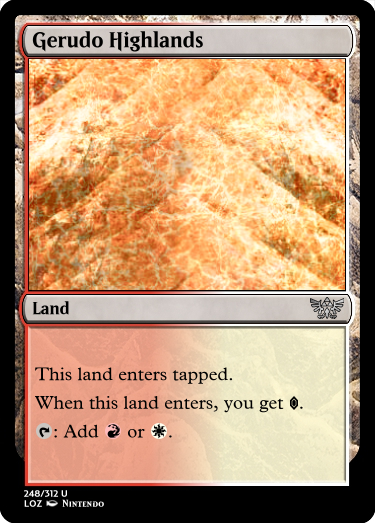 Gerudo Highlands
Land
This land enters tapped.
When this land enters, you get .
: Add or .
248/312 U
LOZ Nintendo